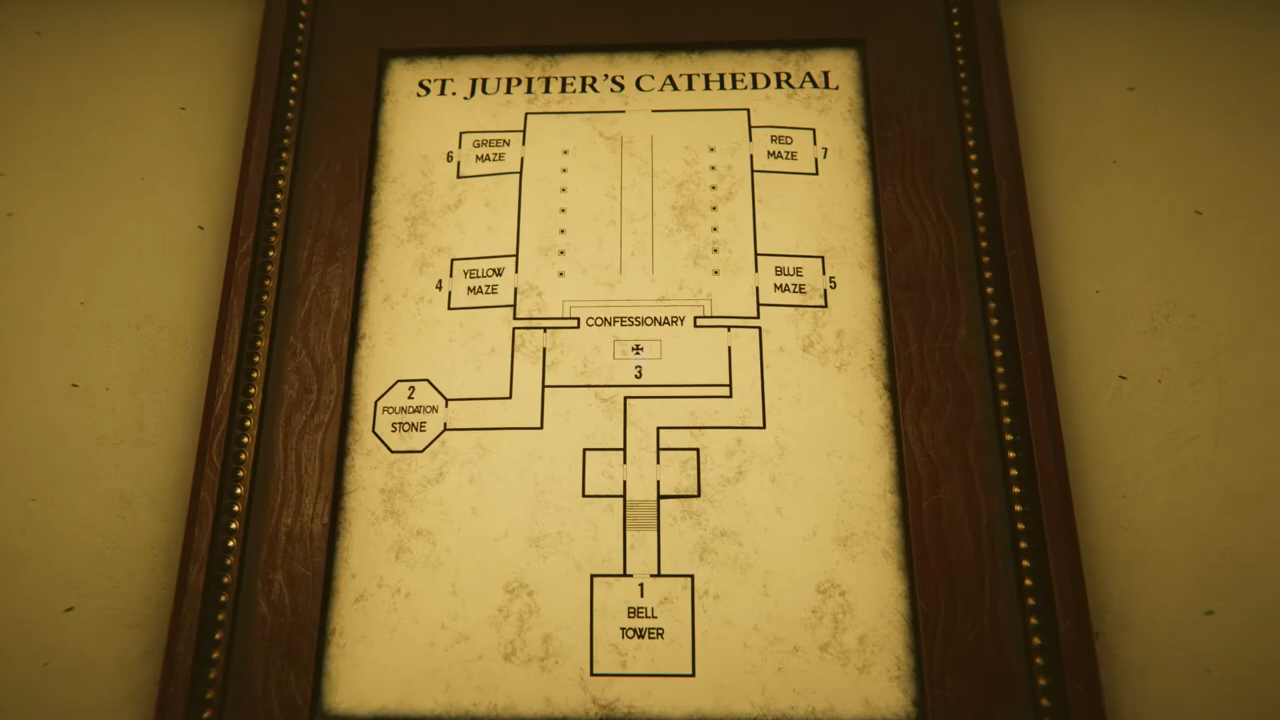 ST. JUPITER'S CATHEDRAL
6
GREEN
MAZE
RED
MAZE
7
4
YELLOW
MAZE
BLUE
MAZE
5
CONFESSIONARY
3
2
FOUNDATION
STONE
1
BELL
TOWER